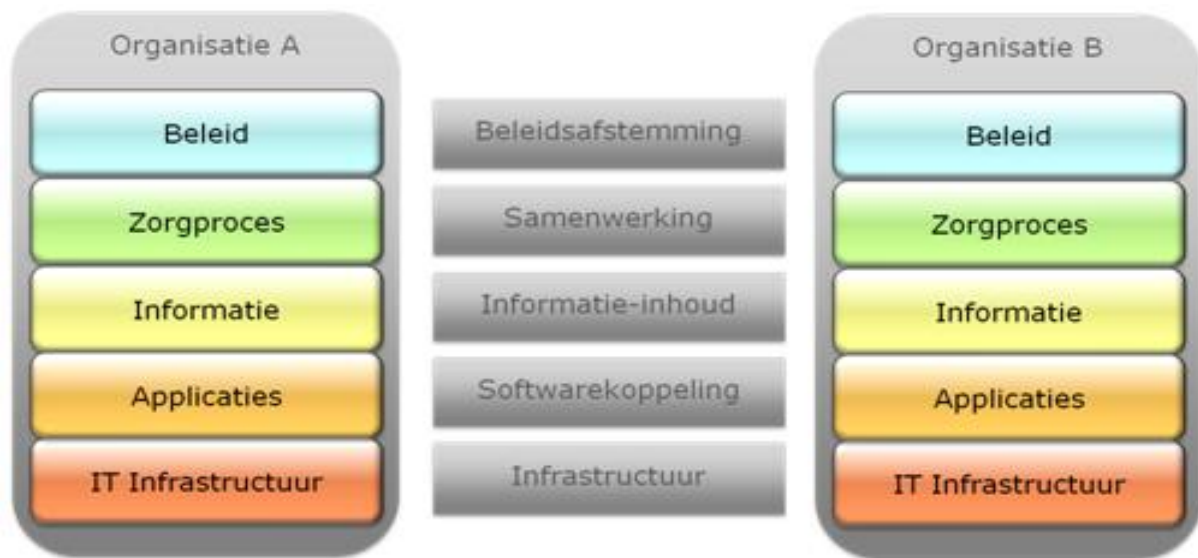 Organisatie A
Beleid
Zorgproces
Informatie
Applicaties
IT Infrastructuur
Beleidsafstemming
Samenwerking
Informatie-inhoud
Softwarekoppeling
Infrastructuur
Organisatie B
Beleid
Zorgproces
Informatie
Applicaties
IT Infrastructuur